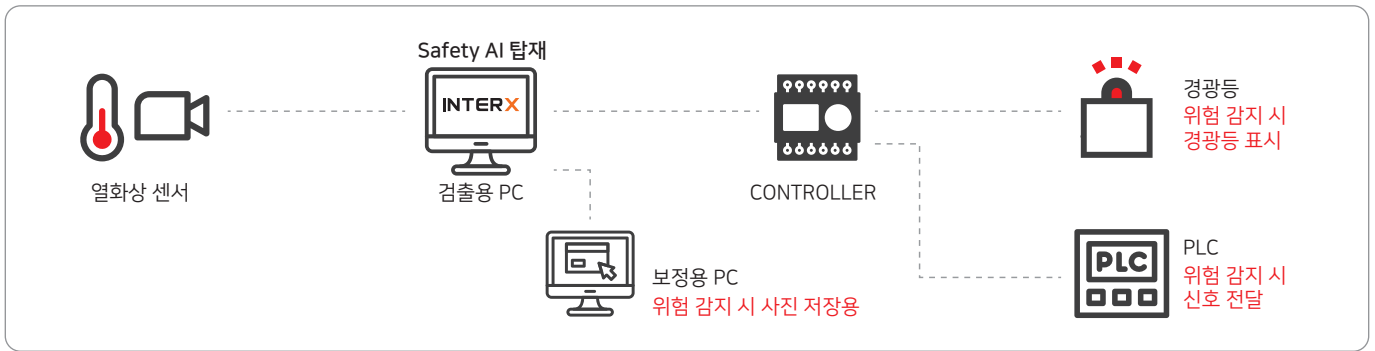 Safety AI 탑재
INTERX
열화상 센서
검출용 PC
보정용 PC
위험 감지 시 사진 저장용
CONTROLLER
경광등
위험 감지 시
경광등 표시
PLC
PLC
위험 감지 시
신호 전달